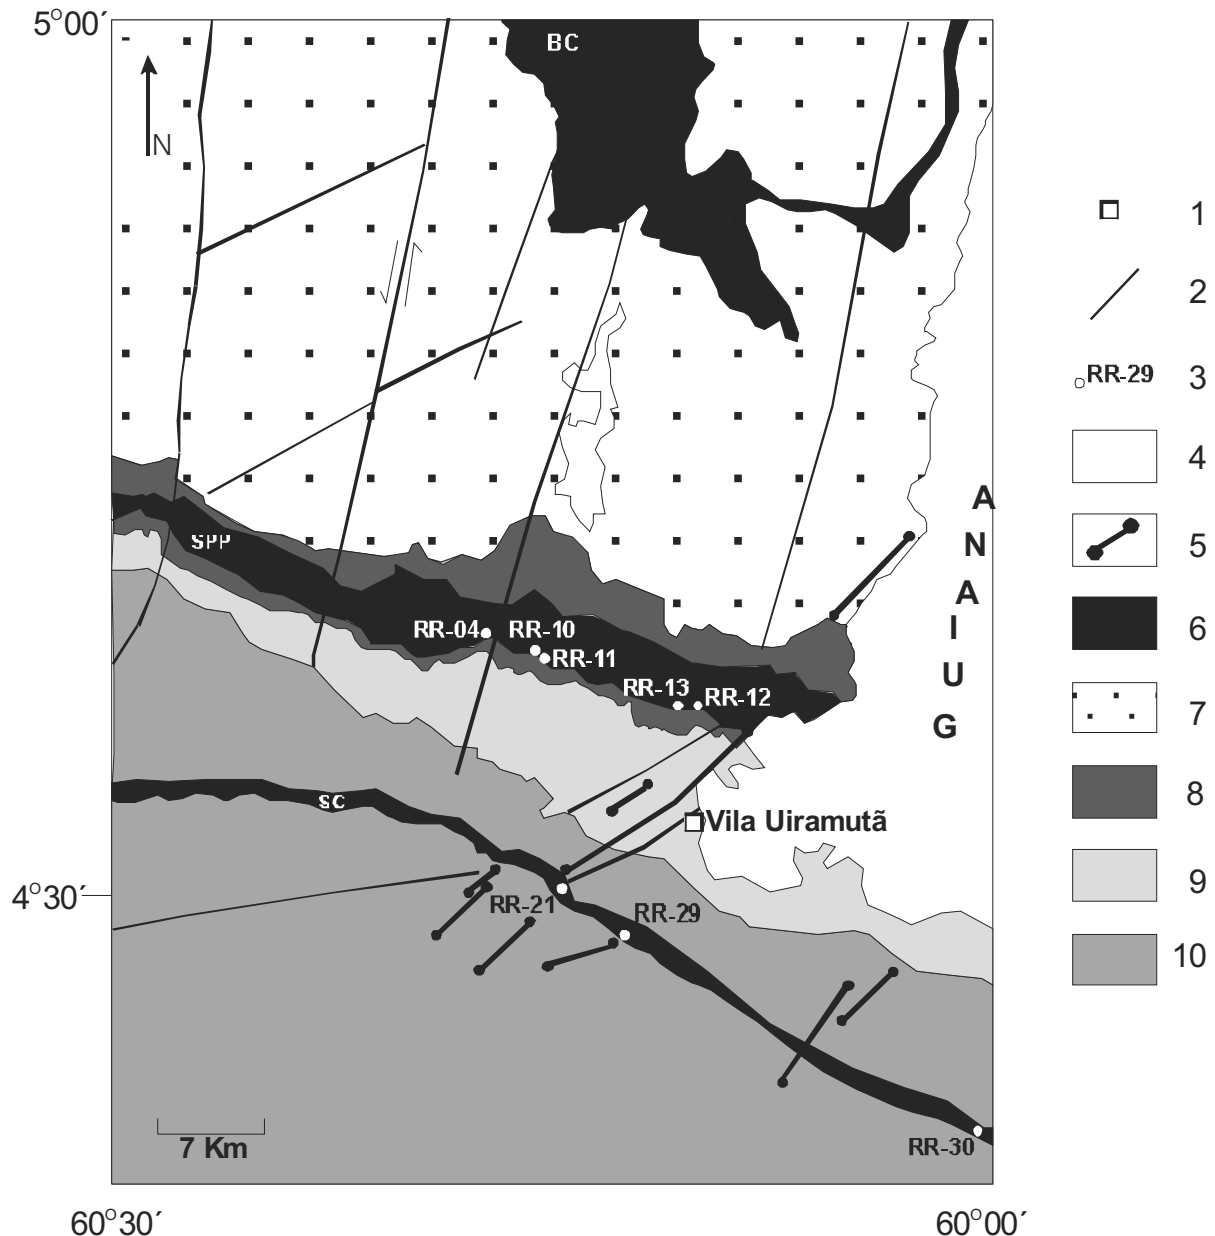 5°00´
BC
N
1
2
RR-29 3
4
SPP
A
N
A
I
U
G
5
6
RR-04 RR-10
RR-11
RR-13 RR-12
7
8
SC
Vila Uiramutã
4°30´
RR-21 RR-29
9
10
7 Km
RR-30
60°30´ 60°00´